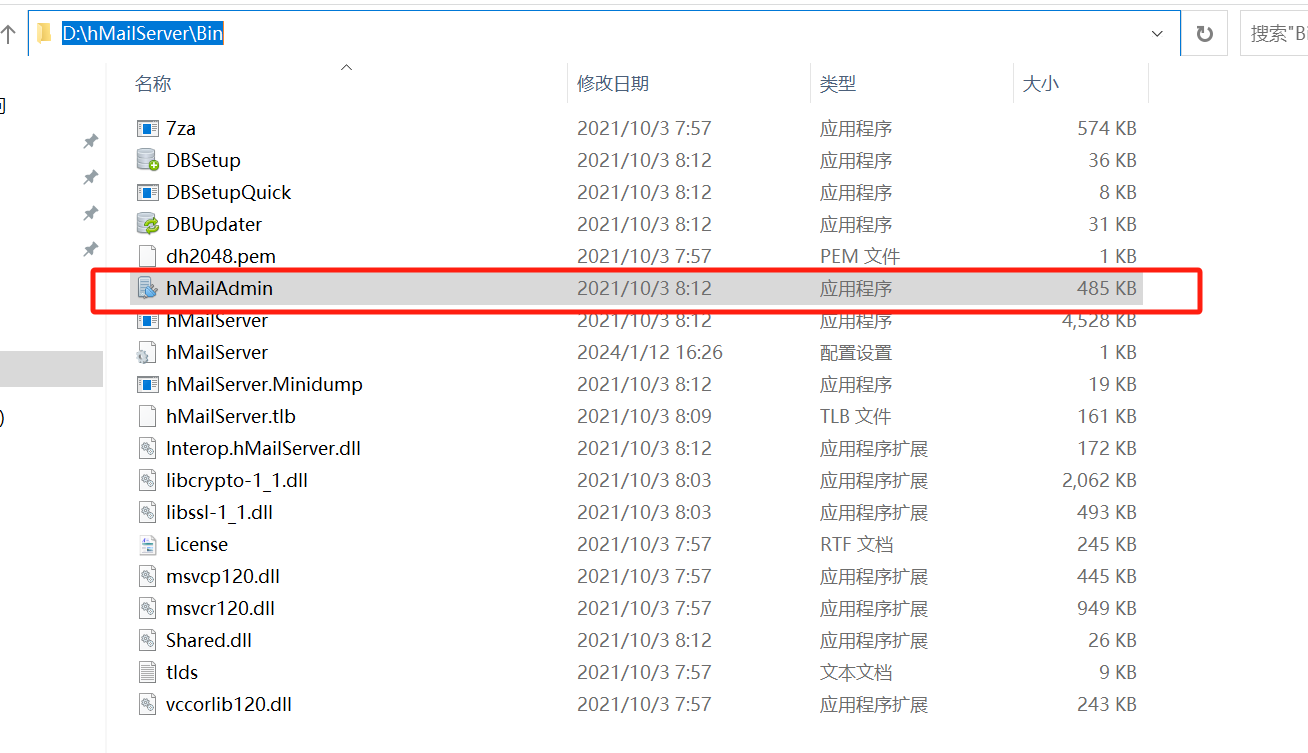 D:\hMailServer\Bin
搜索"Bi
名称 修改日期 类型 大小
7za 2021/10/3 7:57 应用程序 574 KB
DBSetup 2021/10/3 8:12 应用程序 36 KB
DBSetupQuick 2021/10/3 8:12 应用程序 8 KB
DBUpdater 2021/10/3 8:12 应用程序 31 KB
dh2048.pem 2021/10/3 7:57 PEM 文件 1 KB
hMailAdmin 2021/10/3 8:12 应用程序 485 KB
hMailServer 2021/10/3 8:12 应用程序 4,528 KB
hMailServer 2024/1/12 16:26 配置设置 1 KB
hMailServer.Minidump 2021/10/3 8:12 应用程序 19 KB
hMailServer.tlb 2021/10/3 8:09 TLB 文件 161 KB
Interop.hMailServer.dll 2021/10/3 8:12 应用程序扩展 172 KB
libcrypto-1_1.dll 2021/10/3 8:03 应用程序扩展 2,062 KB
libssl-1_1.dll 2021/10/3 8:03 应用程序扩展 493 KB
License 2021/10/3 7:57 RTF 文档 245 KB
msvcp120.dll 2021/10/3 7:57 应用程序扩展 445 KB
msvcr120.dll 2021/10/3 7:57 应用程序扩展 949 KB
Shared.dll 2021/10/3 8:12 应用程序扩展 26 KB
tlds 2021/10/3 7:57 文本文档 9 KB
vccorlib120.dll 2021/10/3 7:57 应用程序扩展 243 KB